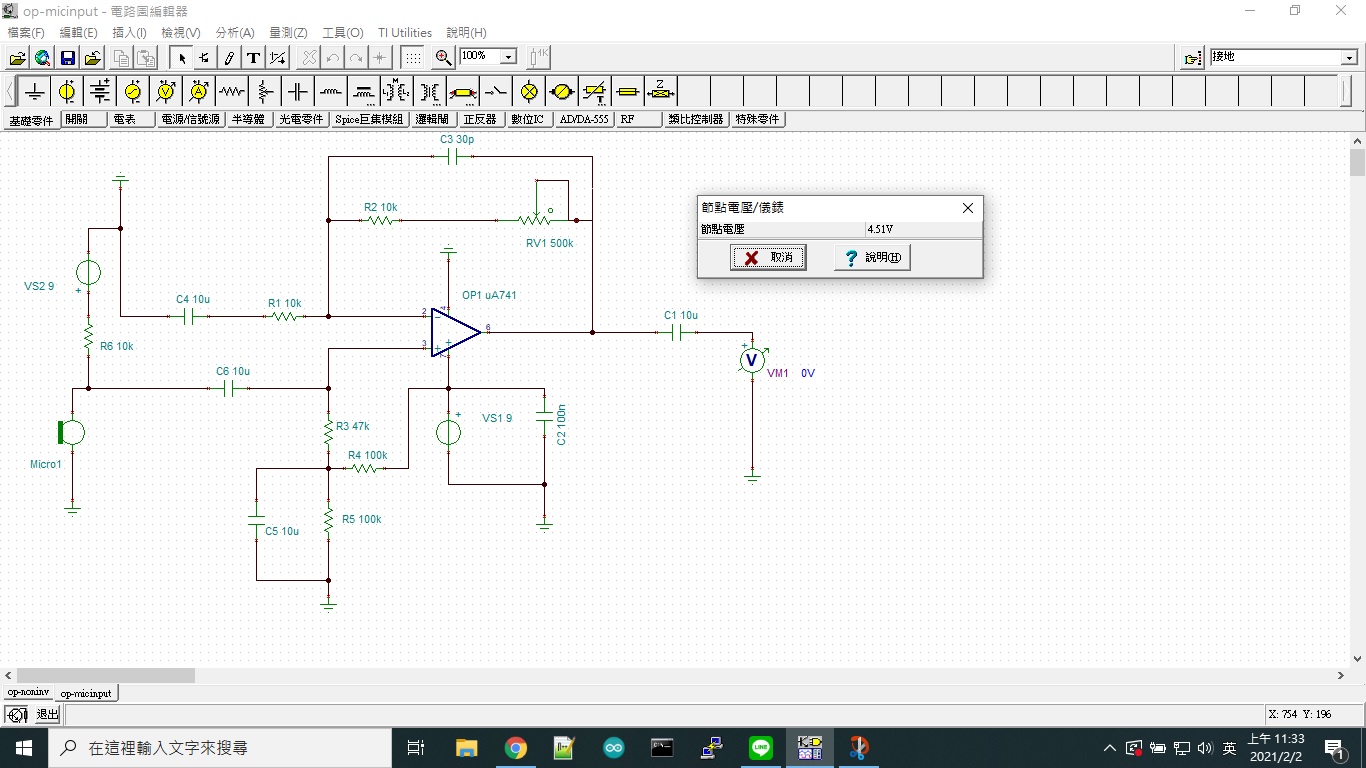 op-micinput - 電路圖編輯器
檔案(F) 編輯(E) 插入(I) 檢視(V) 分析(A) 量測(Z) 工具(O) TI Utilities 說明(H)
100%
1K
接地
基礎零件 開關 電表 電源/信號源 半導體 光電零件 Spice巨集模組 邏輯閘 正反器 數位IC AD/DA-555 RF 類比控制器 特殊零件
C3 30p
R2 10k
RV1 500k
節點電壓/儀錶
節點電壓 4.51V
取消 說明(H)
VS2 9
C4 10u
R1 10k
OP1 uA741
2
4
6
3
7
C1 10u
R6 10k
V
VM1 0V
C6 10u
R3 47k
VS1 9
C2 100n
Micro1
R4 100k
C5 10u
R5 100k
op-noninv op-micinput
退出
X: 754 Y: 196
在這裡輸入文字來搜尋
LINE
英
上午 11:33
2021/2/2
1